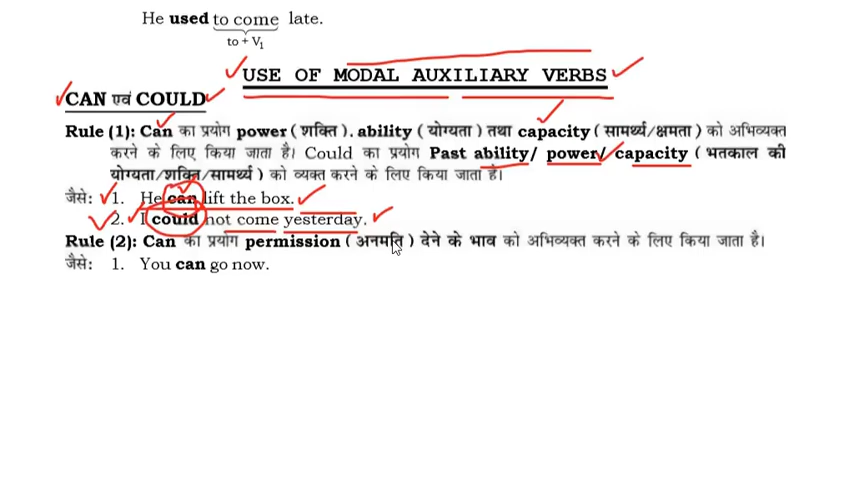 He used to come late.
to + V₁
USE OF MODAL AUXILIARY VERBS
CAN एवं COULD
Rule (1): Can का प्रयोग power (शक्ति), ability (योग्यता) तथा capacity (सामर्थ्य/क्षमता) को अभिव्यक्त
करने के लिए किया जाता है। Could का प्रयोग Past ability/ power/ capacity (भतकाल की
योग्यता/शक्ति/सामर्थ्य) को व्यक्त करने के लिए किया जाता है।
जैसे: 1. He can lift the box.
2. I could not come yesterday.
Rule (2): Can का प्रयोग permission (अनमति) देने के भाव को अभिव्यक्त करने के लिए किया जाता है।
जैसे: 1. You can go now.